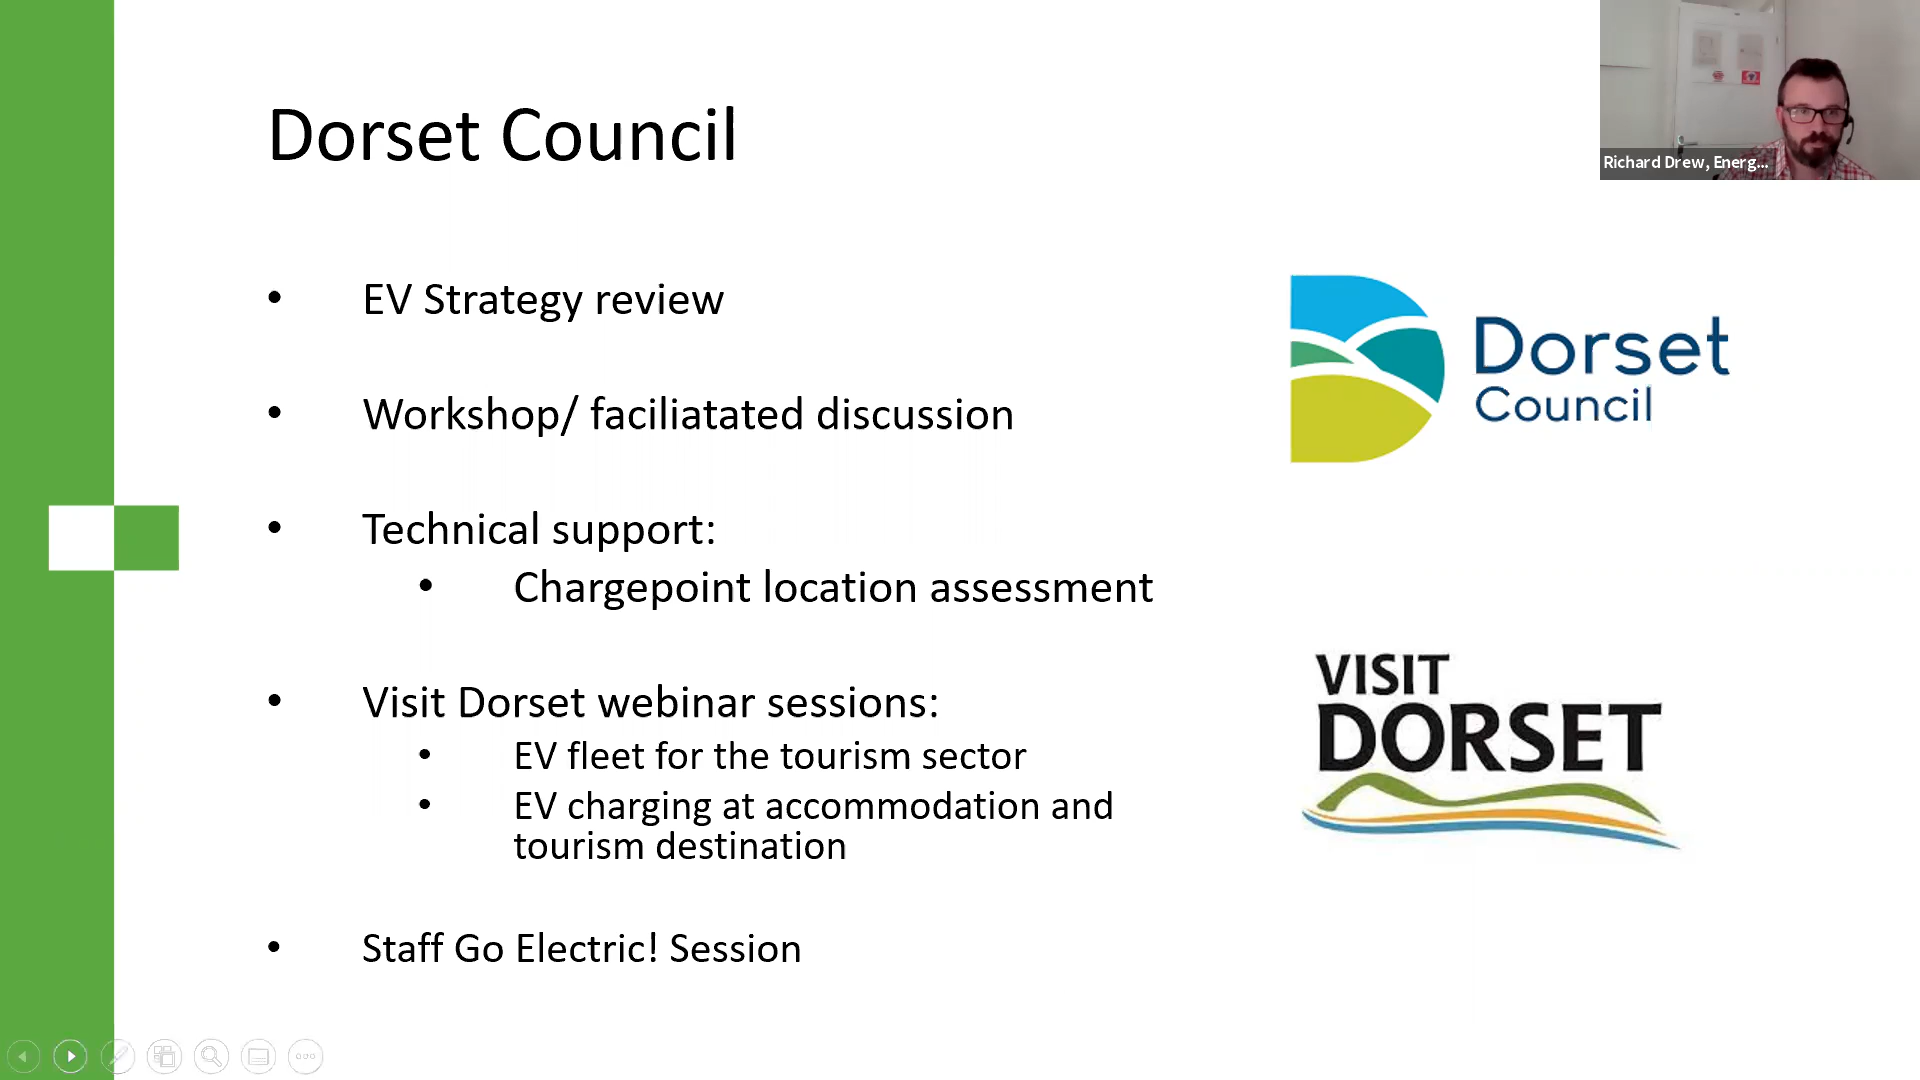 Dorset Council
Richard Drew, Energ...
• EV Strategy review
• Workshop/ faciliatated discussion
• Technical support:
• Chargepoint location assessment
• Visit Dorset webinar sessions:
• EV fleet for the tourism sector
• EV charging at accommodation and
tourism destination
• Staff Go Electric! Session
Dorset
Council
VISIT
DORSET